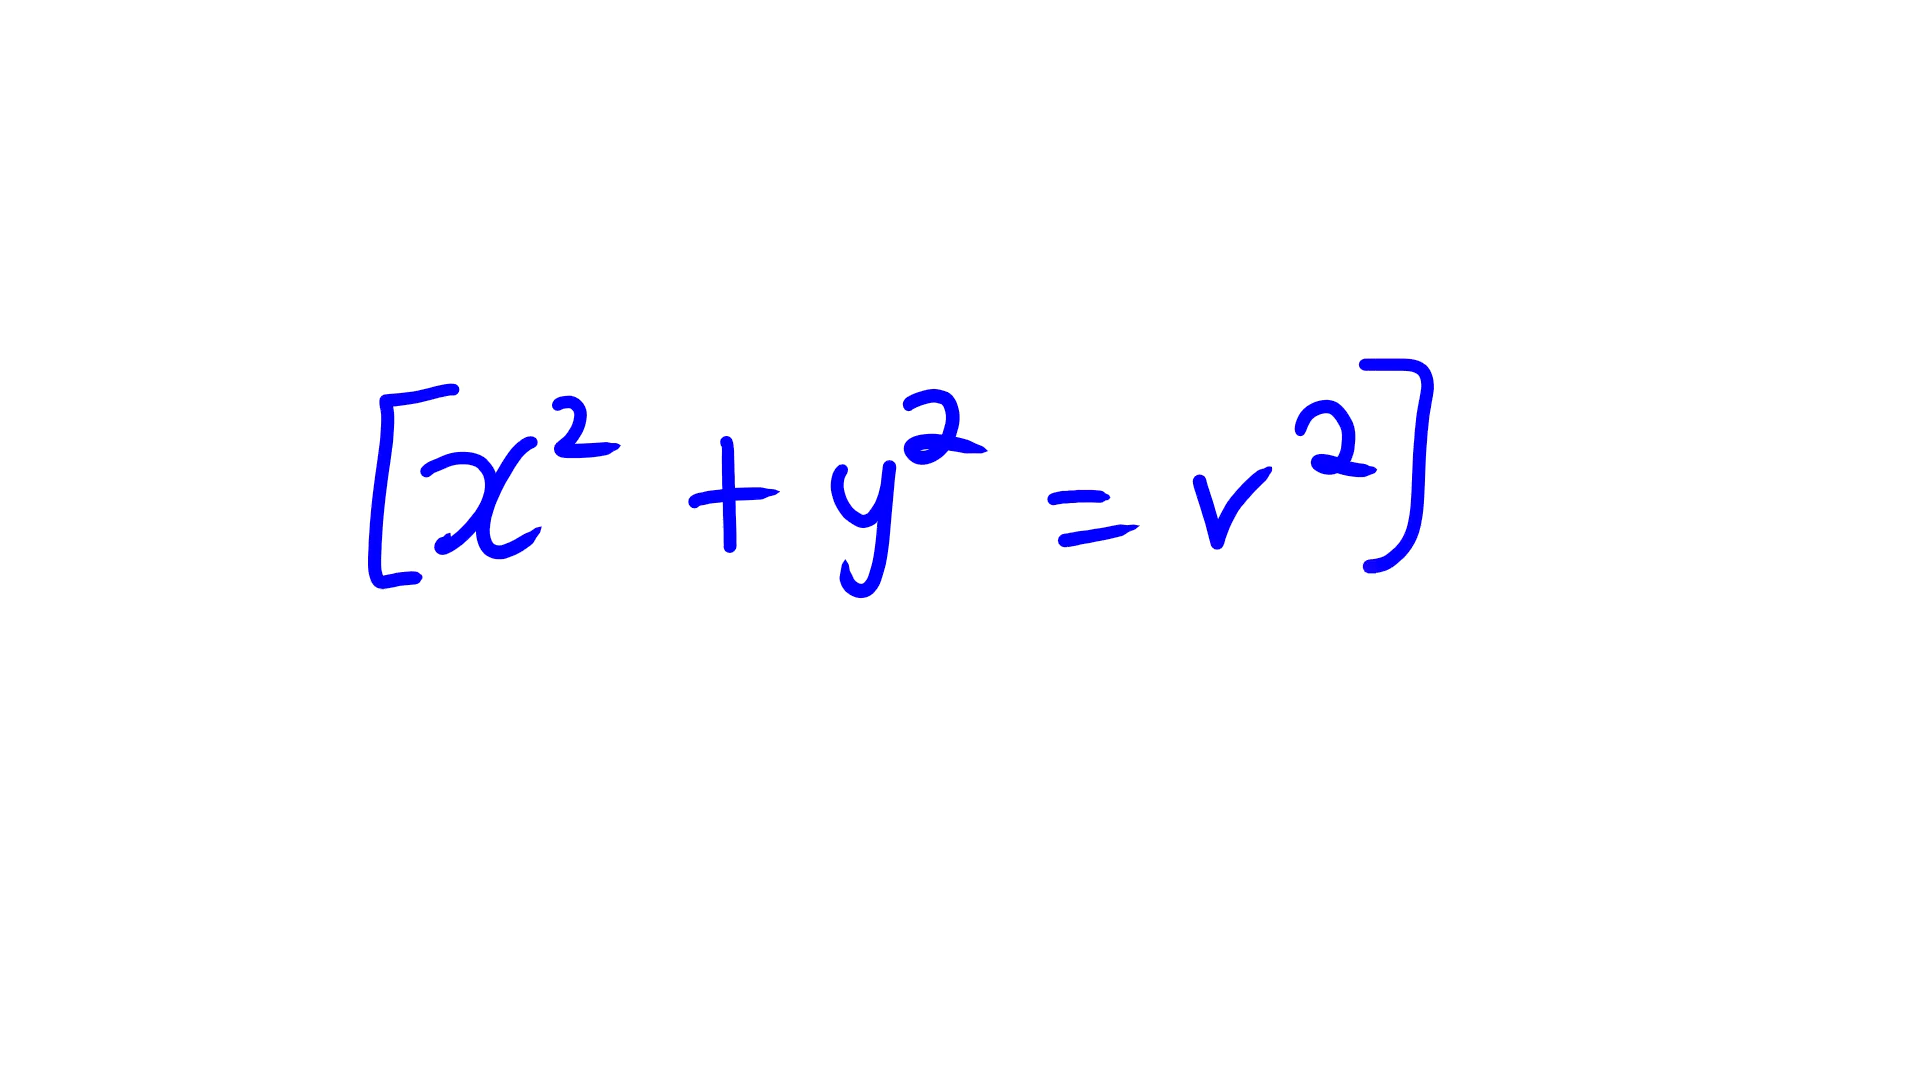 [x² + y² = r²]